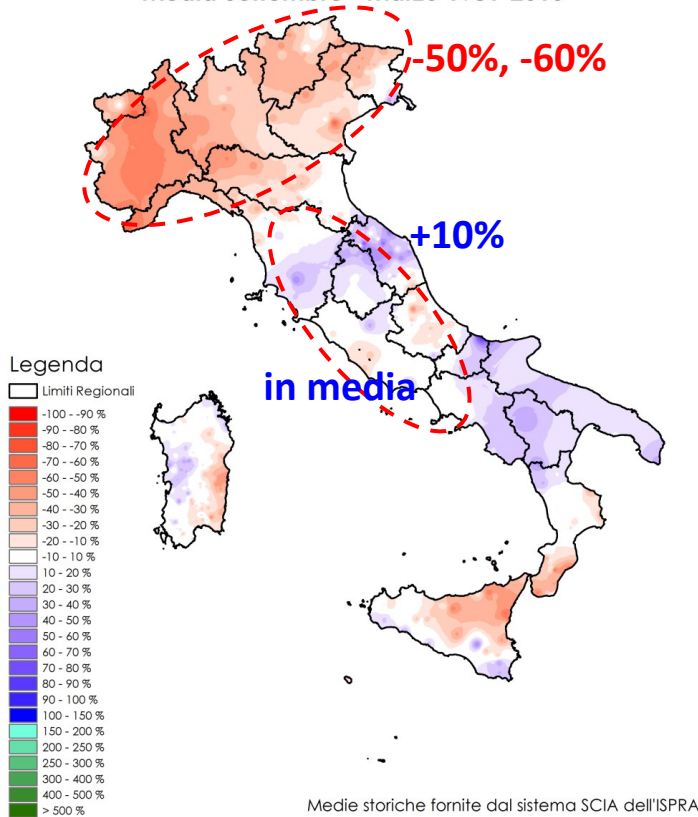 -50%, -60%
+10%
in media
Legenda
Limiti Regionali
-100 - -90 %
-90 - -80 %
-80 - -70 %
-70 - -60 %
-60 - -50 %
-50 - -40 %
-40 - -30 %
-30 - -20 %
-20 - -10 %
-10 - 10 %
10 - 20 %
20 - 30 %
30 - 40 %
40 - 50 %
50 - 60 %
60 - 70 %
70 - 80 %
80 - 90 %
90 - 100 %
100 - 150 %
150 - 200 %
200 - 250 %
250 - 300 %
300 - 400 %
400 - 500 %
> 500 %
Medie storiche fornite dal sistema SCIA dell'ISPRA